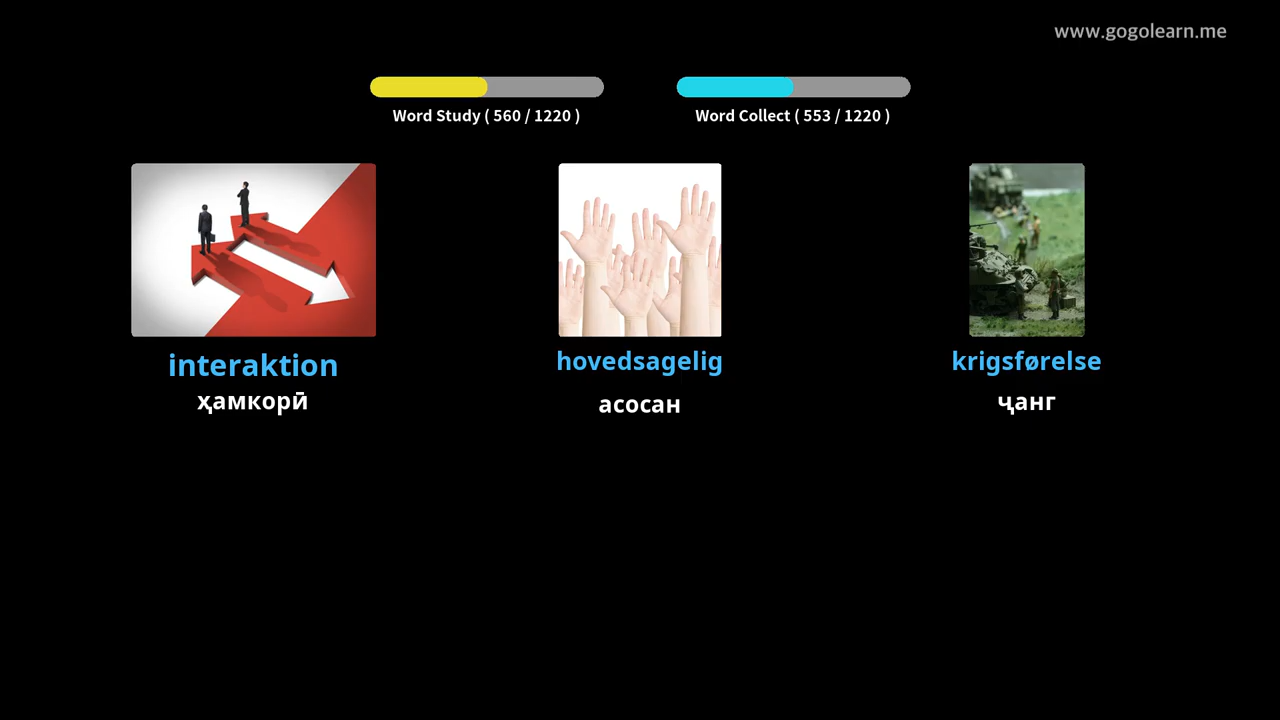 www.gogolearn.me
Word Study ( 560 / 1220 )
Word Collect ( 553 / 1220 )
interaktion
hovedsagelig
krigsførelse
ҳамкорӣ
асосан
ҷанг